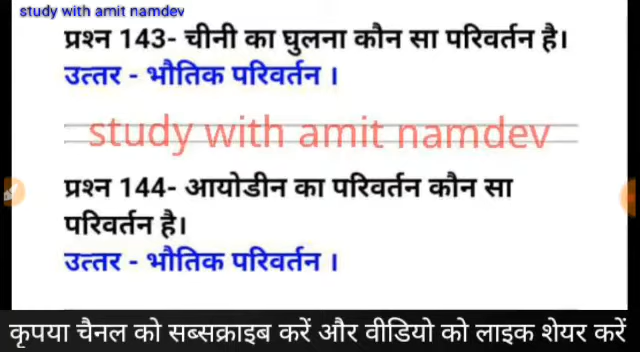 study with amit namdev
प्रश्न 143- चीनी का घुलना कौन सा परिवर्तन है।
उत्तर - भौतिक परिवर्तन ।
study with amit namdev
प्रश्न 144- आयोडीन का परिवर्तन कौन सा
परिवर्तन है।
उत्तर - भौतिक परिवर्तन ।
कृपया चैनल को सब्सक्राइब करें और वीडियो को लाइक शेयर करें